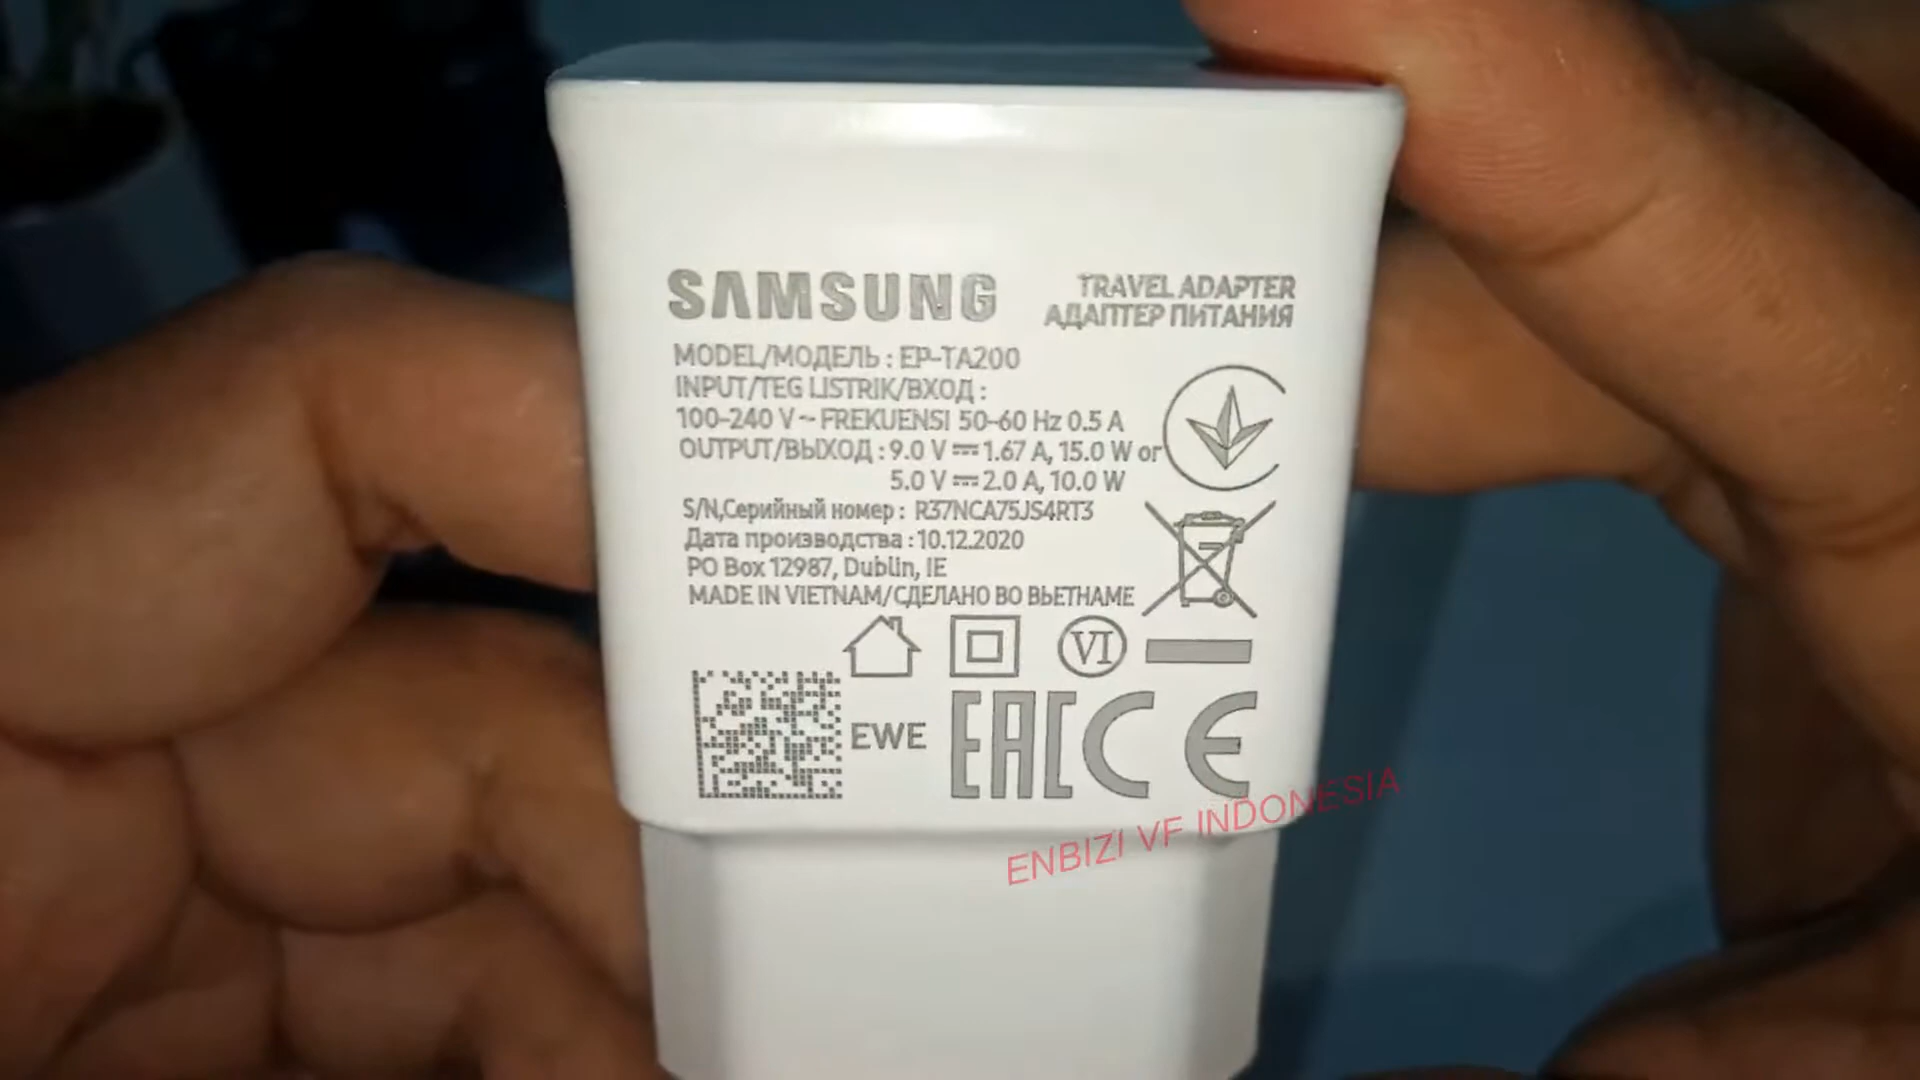 SAMSUNG
TRAVEL ADAPTER
АДАПТЕР ПИТАНИЯ
MODEL/МОДЕЛЬ : EP-TA200
INPUT/TEG LISTRIK/ВХОД :
100-240 V ~ FREKUENSI 50-60 Hz 0.5 A
OUTPUT/ВЫХОД : 9.0 V ⎓ 1.67 A, 15.0 W or
5.0 V ⎓ 2.0 A, 10.0 W
S/N,Серийный номер : R37NCA75JS4RT3
Дата производства : 10.12.2020
PO Box 12987, Dublin, IE
MADE IN VIETNAM/СДЕЛАНО ВО ВЬЕТНАМЕ
VI
EWE EAC CE
ENBIZI VF INDONESIA